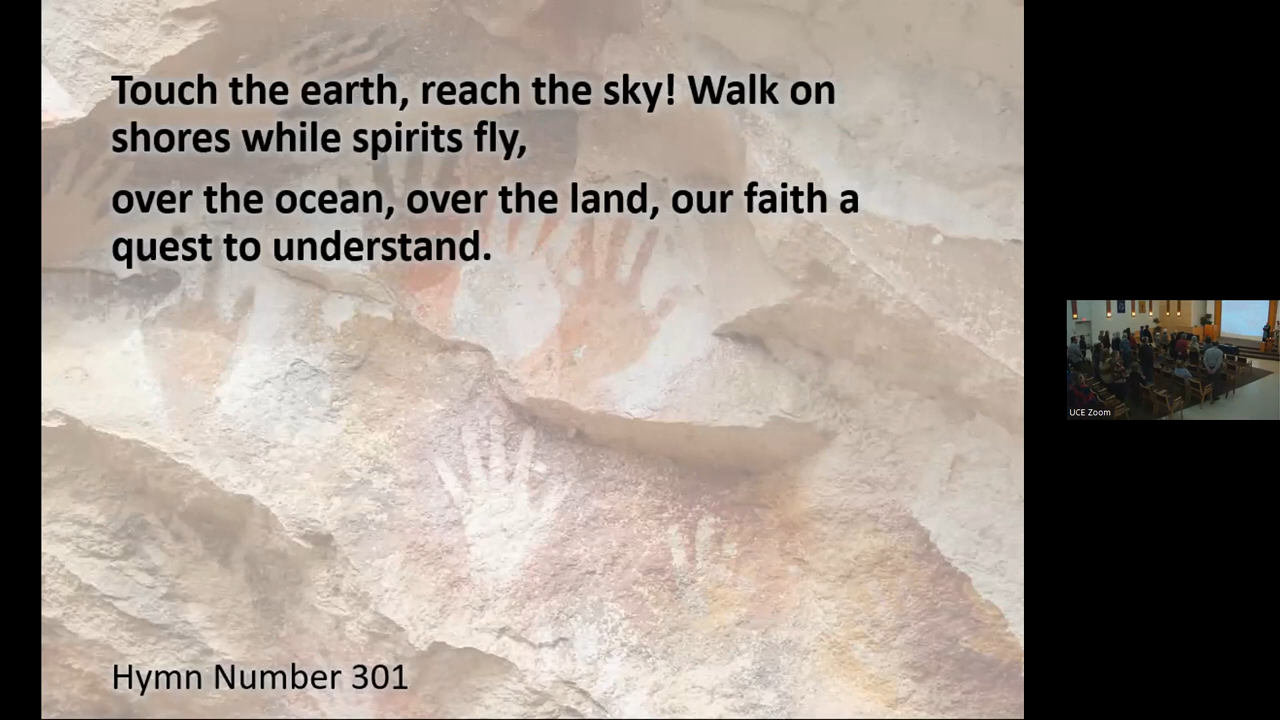 Touch the earth, reach the sky! Walk on
shores while spirits fly,
over the ocean, over the land, our faith a
quest to understand.
Hymn Number 301
UCE Zoom